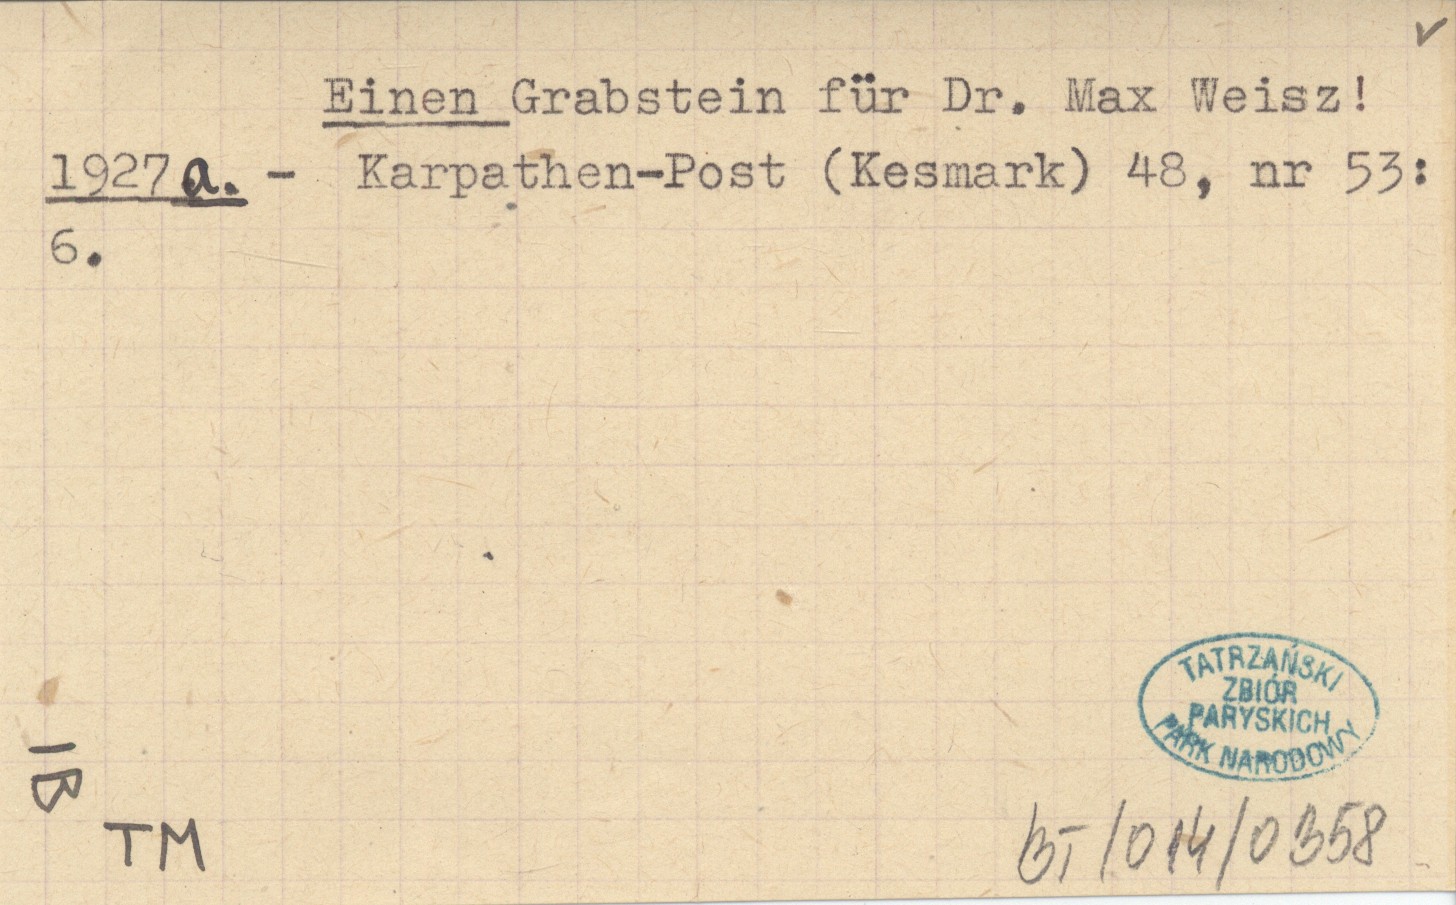 ✓
Einen Grabstein für Dr. Max Weisz!
1927 a. - Karpathen-Post (Kesmark) 48, nr 53:
6.
TATRZAŃSKI
ZBIÓR
PARYSKICH
PARK NARODOWY
IB
TM
BT/014/0358